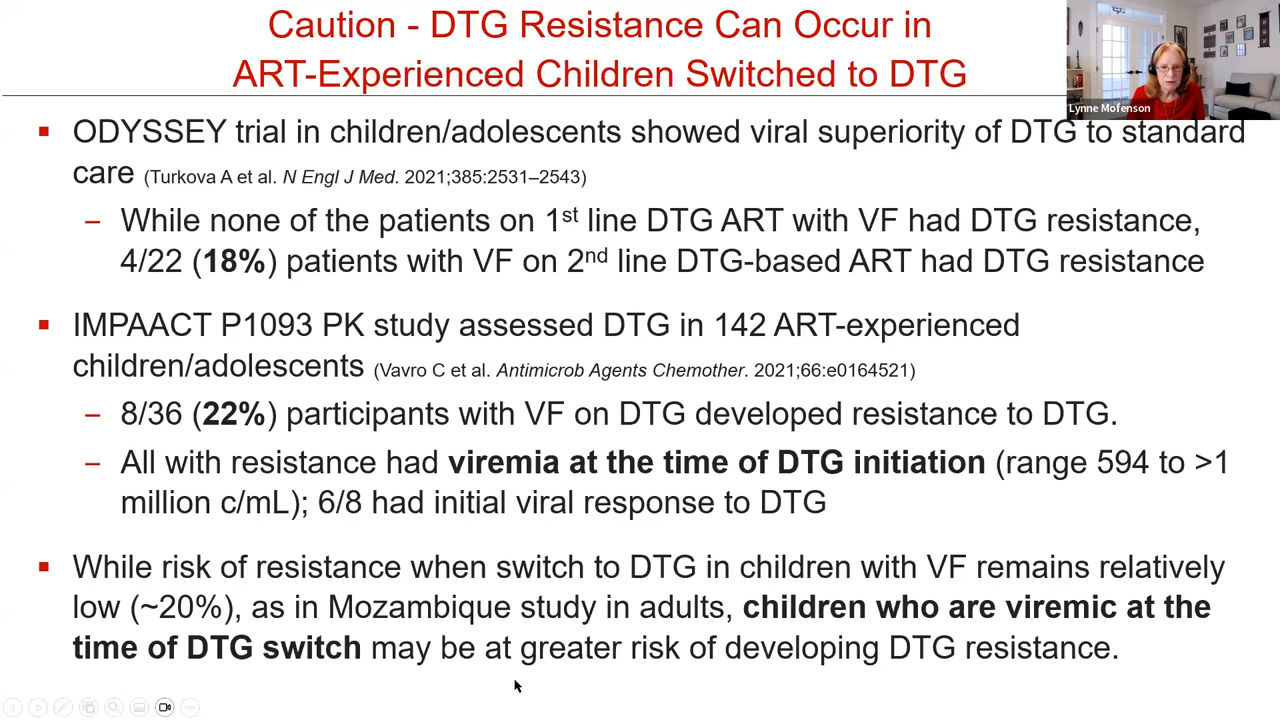 Caution - DTG Resistance Can Occur in
ART-Experienced Children Switched to DTG
Lynne Mofenson
▪ ODYSSEY trial in children/adolescents showed viral superiority of DTG to standard
care (Turkova A et al. N Engl J Med. 2021;385:2531–2543)
– While none of the patients on 1st line DTG ART with VF had DTG resistance,
4/22 (18%) patients with VF on 2nd line DTG-based ART had DTG resistance
▪ IMPAACT P1093 PK study assessed DTG in 142 ART-experienced
children/adolescents (Vavro C et al. Antimicrob Agents Chemother. 2021;66:e0164521)
– 8/36 (22%) participants with VF on DTG developed resistance to DTG.
– All with resistance had viremia at the time of DTG initiation (range 594 to >1
million c/mL); 6/8 had initial viral response to DTG
▪ While risk of resistance when switch to DTG in children with VF remains relatively
low (~20%), as in Mozambique study in adults, children who are viremic at the
time of DTG switch may be at greater risk of developing DTG resistance.